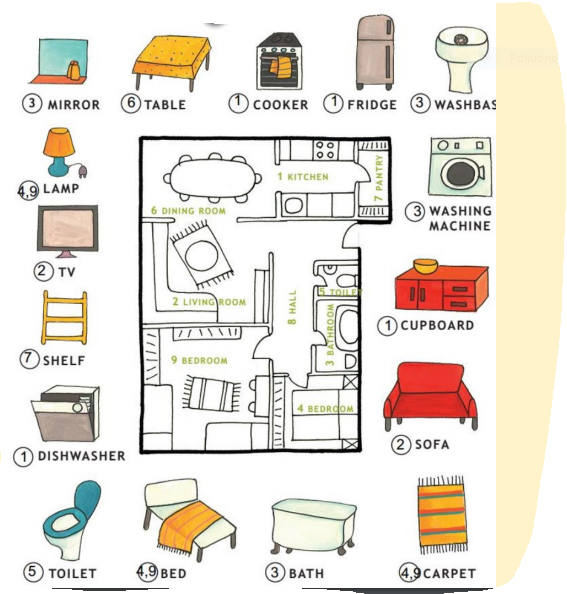 3 MIRROR
6 TABLE
1 COOKER
1 FRIDGE
3 WASHBAS
4,9 LAMP
1 KITCHEN
7 PANTRY
6 DINING ROOM
3 WASHING
MACHINE
2 TV
5 TOILET
2 LIVING ROOM
8 HALL
3 BATHROOM
1 CUPBOARD
7 SHELF
9 BEDROOM
4 BEDROOM
2 SOFA
1 DISHWASHER
5 TOILET
4,9 BED
3 BATH
4,9 CARPET